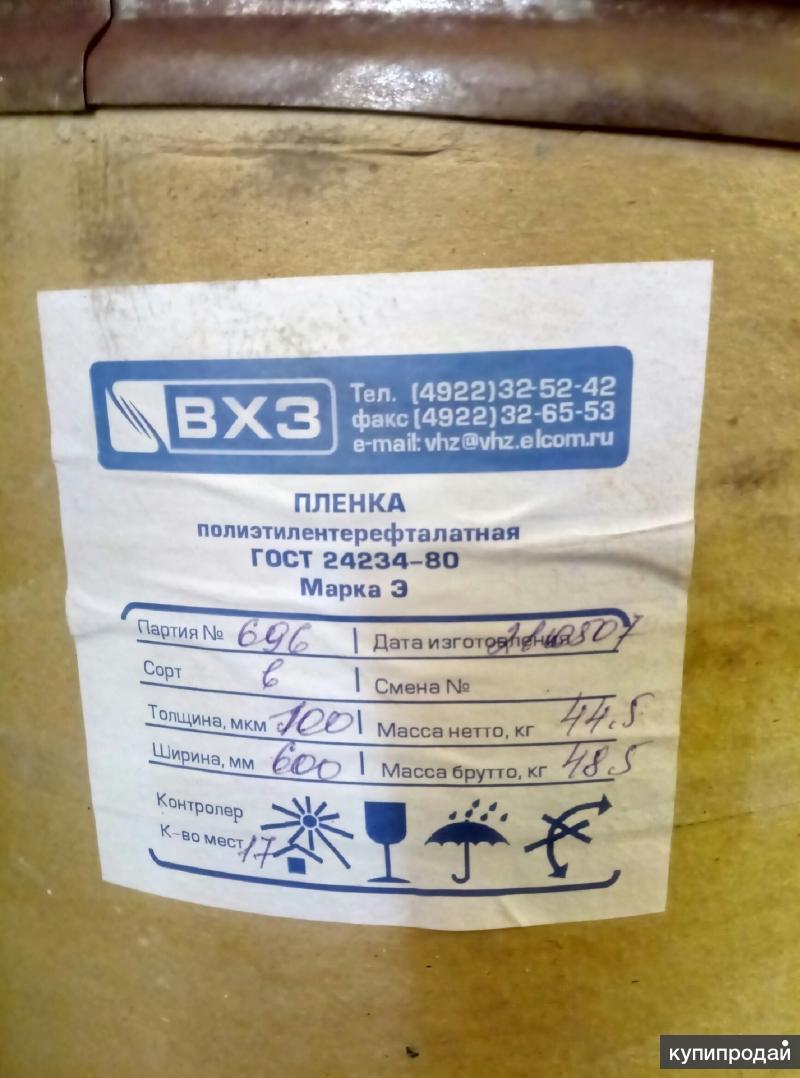 ВХЗ
Тел. (4922)32-52-42
факс(4922)32-65-53
e-mail: vhz@vhz.elcom.ru
ПЛЕНКА
полиэтилентерефталатная
ГОСТ 24234-80
Марка Э
Партия № 696
Дата изготовления
Сорт в
Смена №
Толщина, мкм 100
Масса нетто, кг 44.5
Ширина, мм 600
Масса брутто, кг 48.5
Контролер
К-во мест 17
купипродай